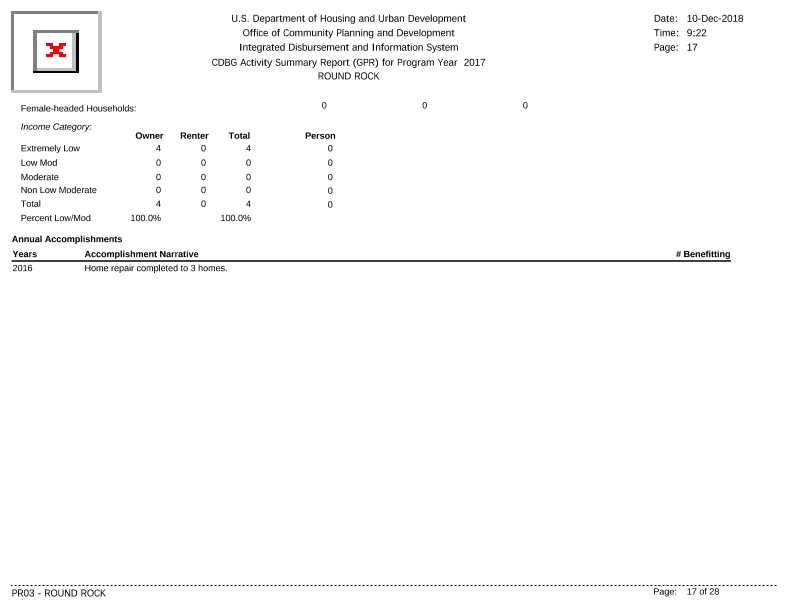 U.S. Department of Housing and Urban Development
Office of Community Planning and Development
Integrated Disbursement and Information System
CDBG Activity Summary Report (GPR) for Program Year 2017
ROUND ROCK
Date: 10-Dec-2018
Time: 9:22
Page: 17
Female-headed Households: 0 0 0
Income Category:
Owner Renter Total Person
Extremely Low 4 0 4 0
Low Mod 0 0 0 0
Moderate 0 0 0 0
Non Low Moderate 0 0 0 0
Total 4 0 4 0
Percent Low/Mod 100.0% 100.0%
Annual Accomplishments
Years Accomplishment Narrative # Benefitting
2016 Home repair completed to 3 homes.
PR03 - ROUND ROCK Page: 17 of 28